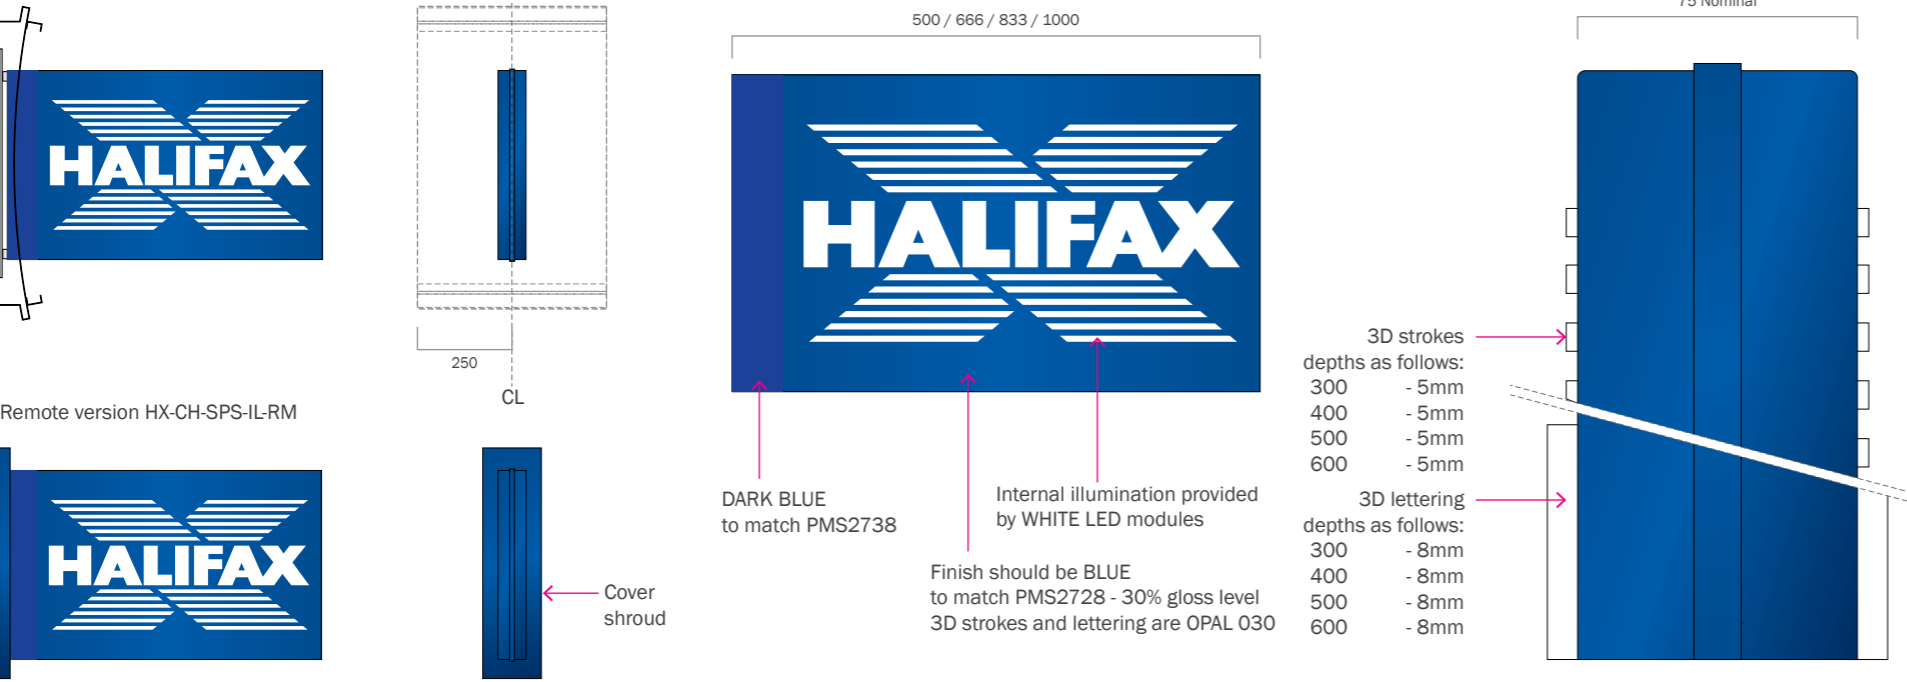 500 / 666 / 833 / 1000
75 Nominal
HALIFAX
HALIFAX
250
CL
Remote version HX-CH-SPS-IL-RM
HALIFAX
Cover
shroud
DARK BLUE
to match PMS2738
Internal illumination provided
by WHITE LED modules
Finish should be BLUE
to match PMS2728 - 30% gloss level
3D strokes and lettering are OPAL 030
3D strokes
depths as follows:
300 - 5mm
400 - 5mm
500 - 5mm
600 - 5mm
3D lettering
depths as follows:
300 - 8mm
400 - 8mm
500 - 8mm
600 - 8mm